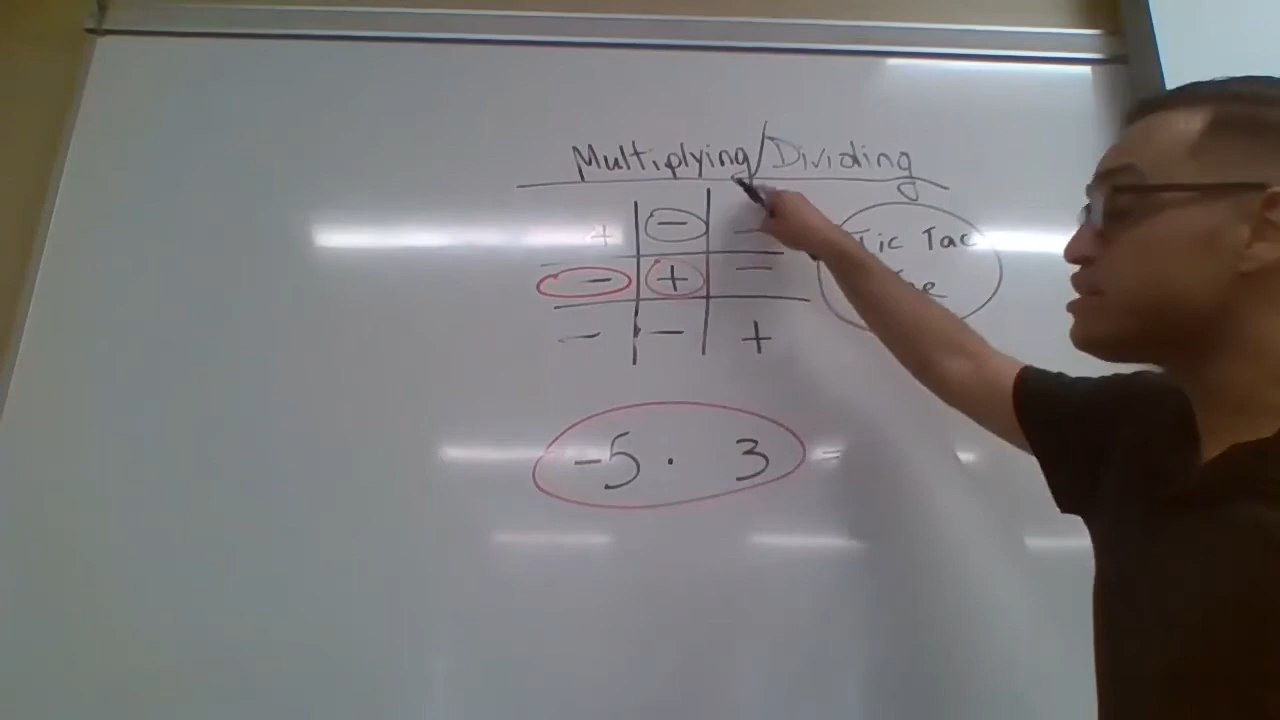 Multiplying/Dividing
+ - -
- + -
- - +
Tic Tac
-5 · 3 =